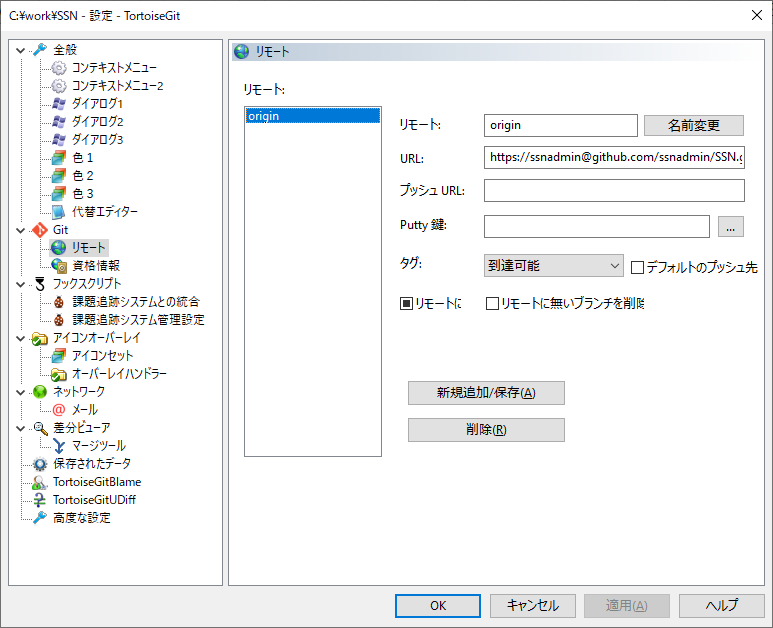 C:¥work¥SSN - 設定 - TortoiseGit
全般
コンテキストメニュー
コンテキストメニュー2
ダイアログ1
ダイアログ2
ダイアログ3
色 1
色 2
色 3
代替エディター
Git
リモート
資格情報
フックスクリプト
課題追跡システムとの統合
課題追跡システム管理設定
アイコンオーバーレイ
アイコンセット
オーバーレイハンドラー
ネットワーク
メール
差分ビューア
マージツール
保存されたデータ
TortoiseGitBlame
TortoiseGitUDiff
高度な設定
リモート
リモート:
origin
リモート: origin 名前変更
URL: https://ssnadmin@github.com/ssnadmin/SSN.g
プッシュ URL:
Putty 鍵: ...
タグ: 到達可能 デフォルトのプッシュ先
リモートに リモートに無いブランチを削除
新規追加/保存(A)
削除(R)
OK キャンセル 適用(A) ヘルプ